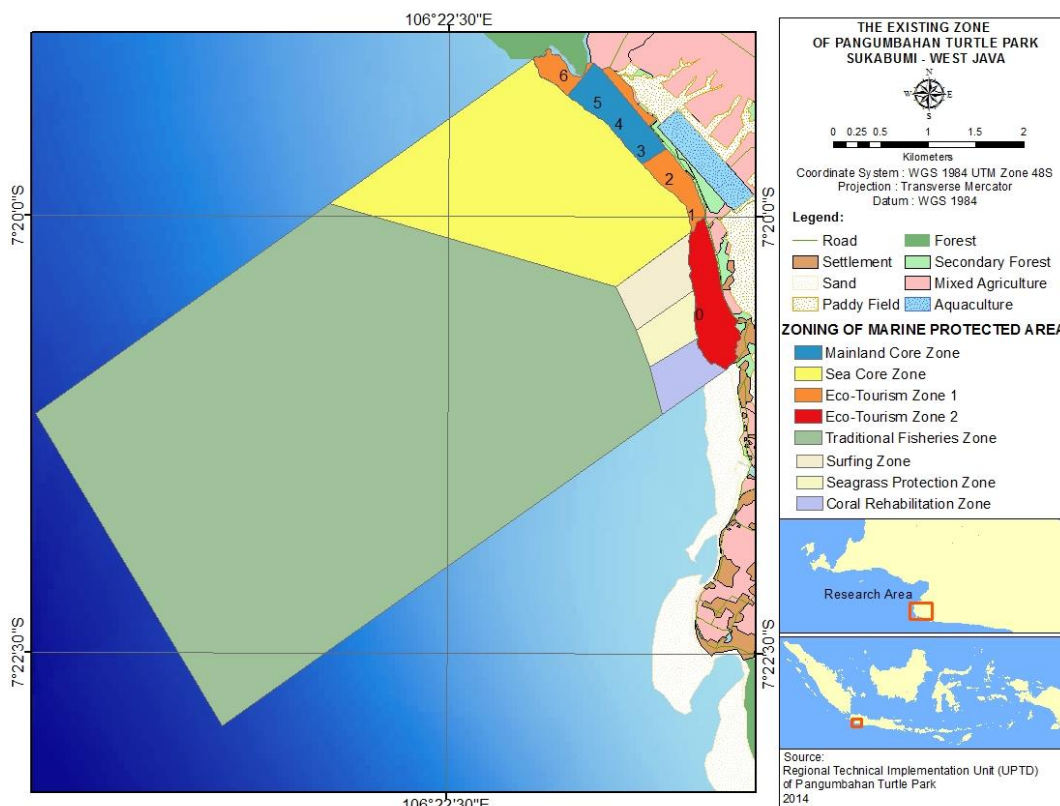 106°22'30"E
7°20'0"S
7°22'30"S
6
5
4
3
2
1
0
7°20'0"S
7°22'30"S
106°22'30"E
THE EXISTING ZONE
OF PANGUMBAHAN TURTLE PARK
SUKABUMI - WEST JAVA
N
W E
S
0 0.25 0.5 1 1.5 2
Kilometers
Coordinate System : WGS 1984 UTM Zone 48S
Projection : Transverse Mercator
Datum : WGS 1984
Legend:
Road
Settlement
Sand
Paddy Field
Forest
Secondary Forest
Mixed Agriculture
Aquaculture
ZONING OF MARINE PROTECTED AREA
Mainland Core Zone
Sea Core Zone
Eco-Tourism Zone 1
Eco-Tourism Zone 2
Traditional Fisheries Zone
Surfing Zone
Seagrass Protection Zone
Coral Rehabilitation Zone
Research Area
Source:
Regional Technical Implementation Unit (UPTD)
of Pangumbahan Turtle Park
2014